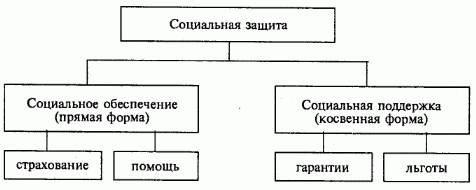 Социальная защита
Социальное обеспечение
(прямая форма)
Социальная поддержка
(косвенная форма)
страхование
помощь
гарантии
льготы